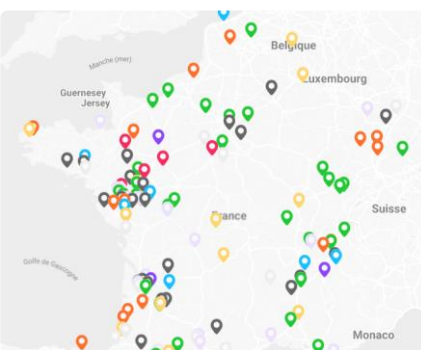 Manche (mer)
Belgique
Luxembourg
Guernesey
Jersey
France
Suisse
Golfe de Gascogne
Monaco